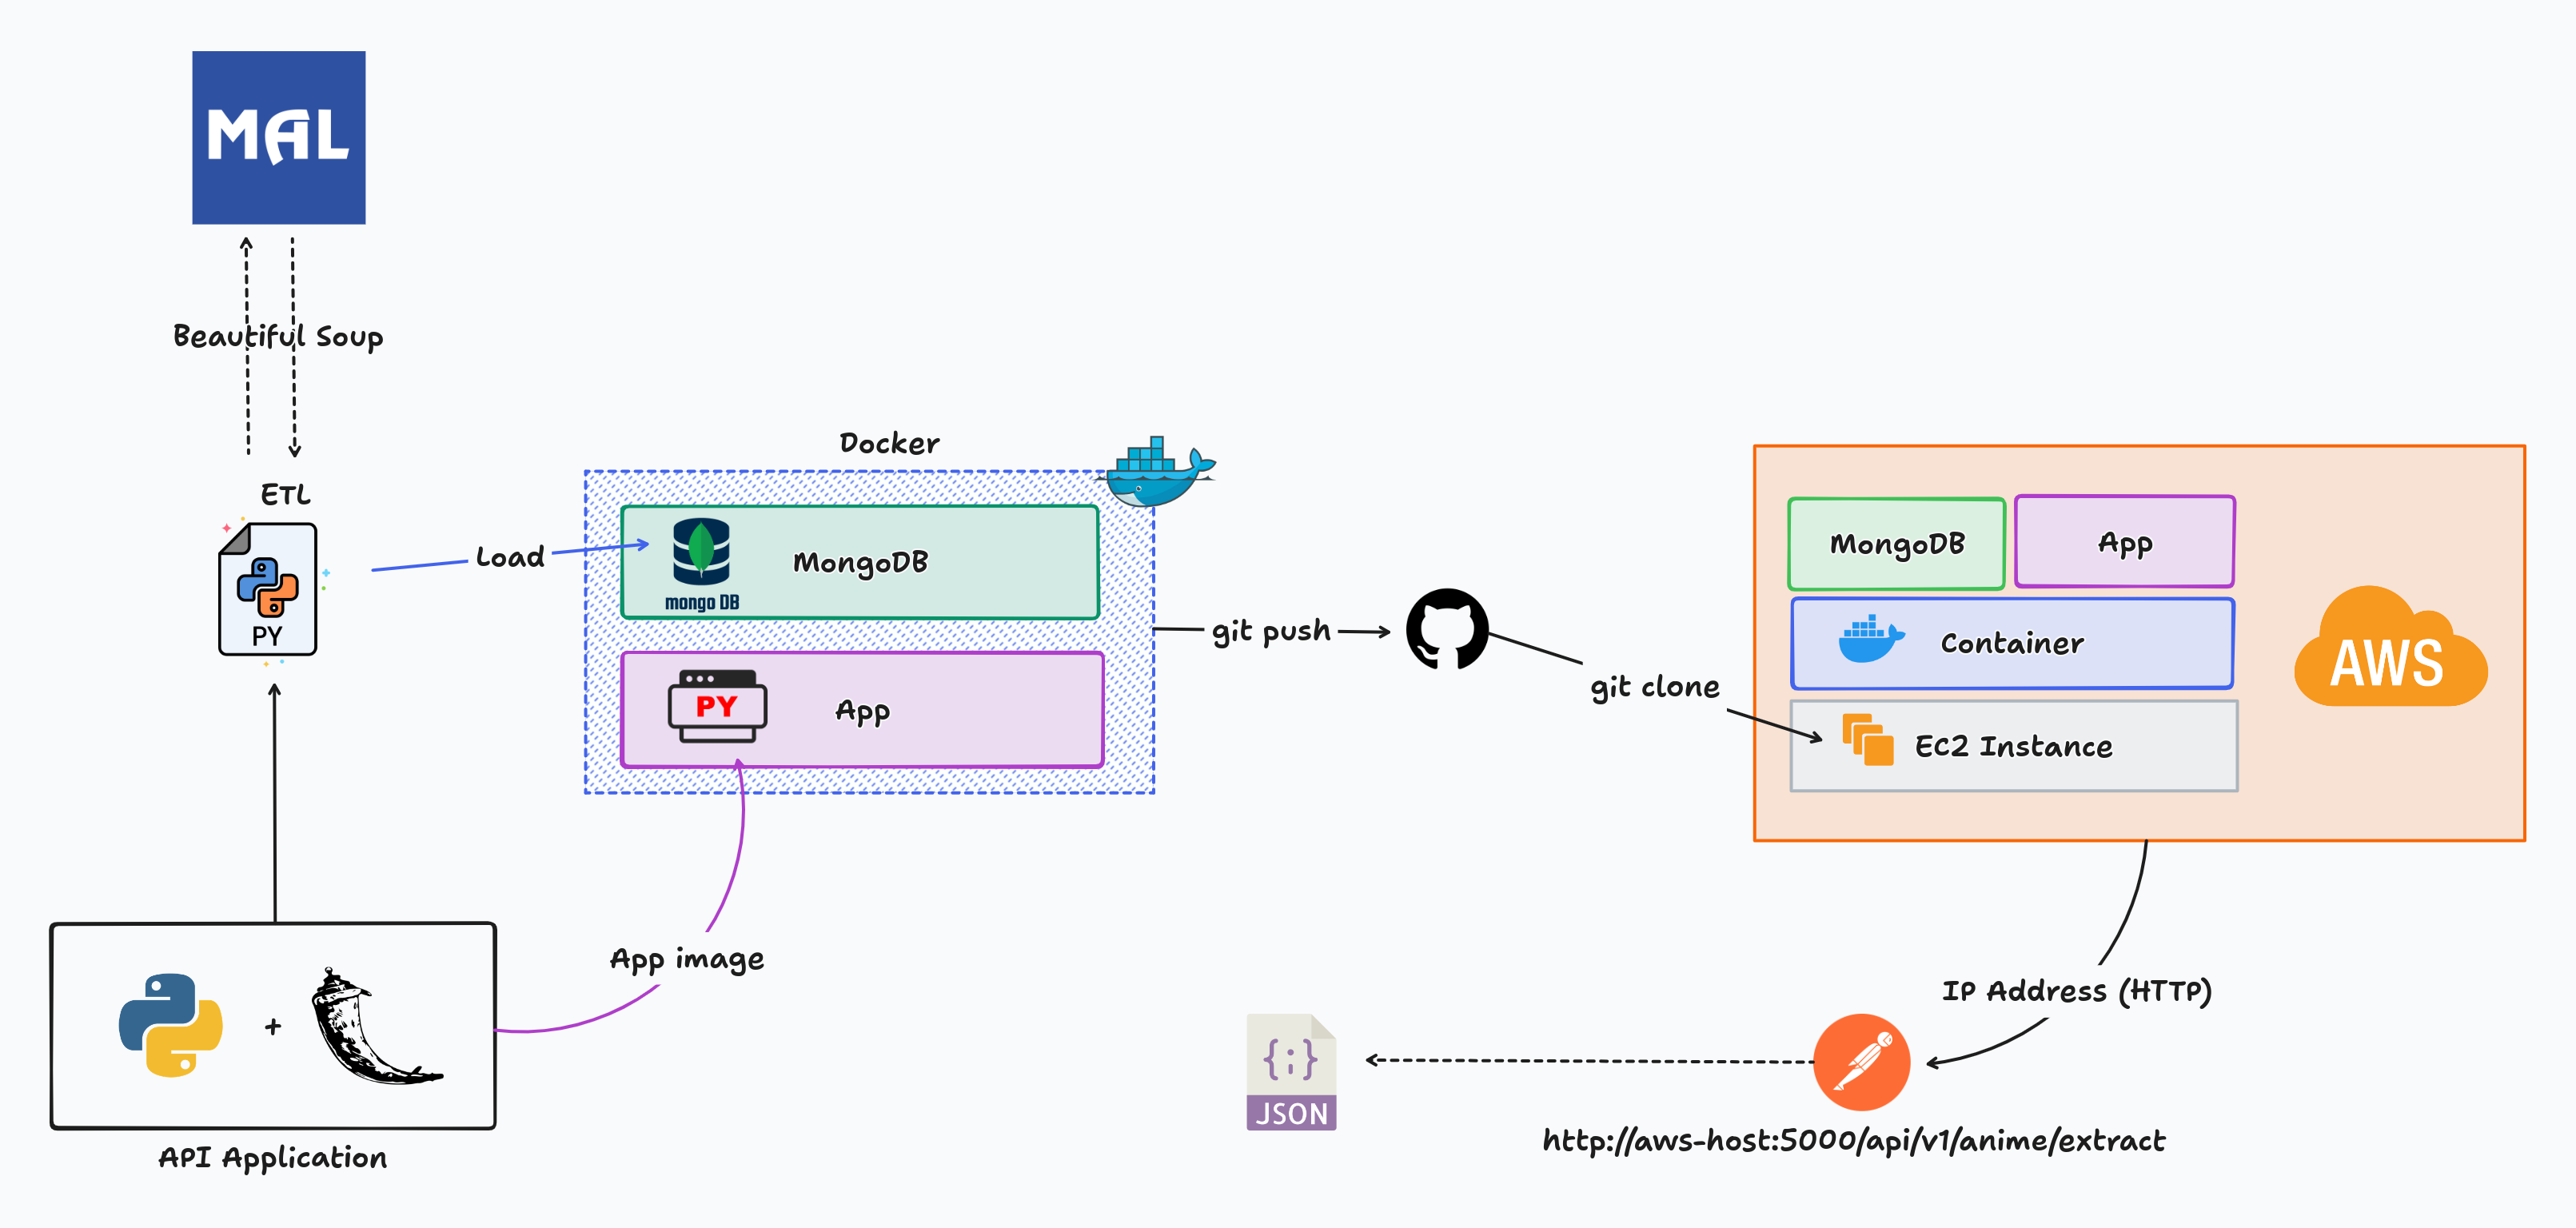 MAL
Beautiful Soup
ETL
PY
Load
Docker
mongo DB
MongoDB
PY
App
git push
git clone
MongoDB
App
Container
EC2 Instance
AWS
+
API Application
App image
IP Address (HTTP)
{;}
JSON
http://aws-host:5000/api/v1/anime/extract